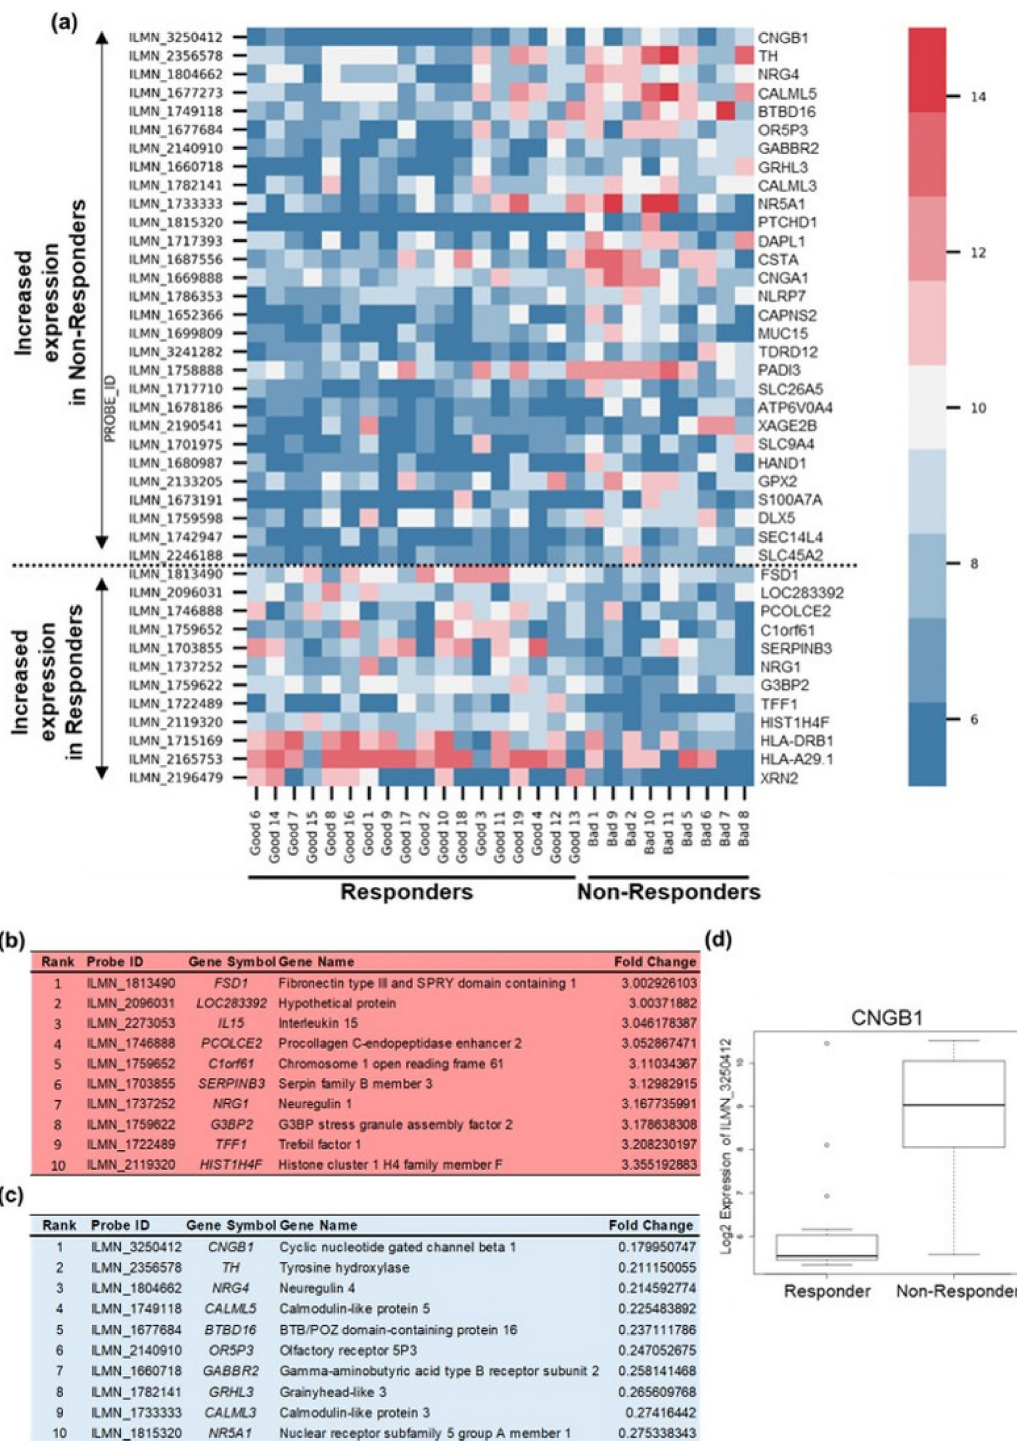 (a)
ILMN_3250412 CNGB1
ILMN_2356578 TH
ILMN_1804662 NRG4
ILMN_1677273 CALML5
ILMN_1749118 BTBD16
ILMN_1677684 OR5P3
ILMN_2140910 GABBR2
ILMN_1660718 GRHL3
ILMN_1782141 CALML3
ILMN_1733333 NR5A1
ILMN_1815320 PTCHD1
ILMN_1717393 DAPL1
ILMN_1687556 CSTA
ILMN_1669888 CNGA1
ILMN_1786353 NLRP7
ILMN_1652366 CAPNS2
ILMN_1699809 MUC15
ILMN_3241282 TDRD12
ILMN_1758888 PADI3
ILMN_1717710 SLC26A5
ILMN_1678186 ATP6V0A4
ILMN_2190541 XAGE2B
ILMN_1701975 SLC9A4
ILMN_1680987 HAND1
ILMN_2133205 GPX2
ILMN_1673191 S100A7A
ILMN_1759598 DLX5
ILMN_1742947 SEC14L4
ILMN_2246188 SLC45A2
ILMN_1813490 FSD1
ILMN_2096031 LOC283392
ILMN_1746888 PCOLCE2
ILMN_1759652 C1orf61
ILMN_1703855 SERPINB3
ILMN_1737252 NRG1
ILMN_1759622 G3BP2
ILMN_1722489 TFF1
ILMN_2119320 HIST1H4F
ILMN_1715169 HLA-DRB1
ILMN_2165753 HLA-A29.1
ILMN_2196479 XRN2
Increased
expression
in Non-Responders
PROBE_ID
Increased
expression
in Responders
14
12
10
8
6
Good 6
Good 14
Good 7
Good 15
Good 8
Good 16
Good 1
Good 9
Good 17
Good 2
Good 10
Good 18
Good 3
Good 11
Good 19
Good 4
Good 12
Good 13
Bad 1
Bad 9
Bad 2
Bad 10
Bad 11
Bad 5
Bad 6
Bad 7
Bad 8
Responders Non-Responders
(b)
Rank Probe ID Gene Symbol Gene Name Fold Change
1 ILMN_1813490 FSD1 Fibronectin type III and SPRY domain containing 1 3.002926103
2 ILMN_2096031 LOC283392 Hypothetical protein 3.00371882
3 ILMN_2273053 IL15 Interleukin 15 3.046178387
4 ILMN_1746888 PCOLCE2 Procollagen C-endopeptidase enhancer 2 3.052867471
5 ILMN_1759652 C1orf61 Chromosome 1 open reading frame 61 3.11034367
6 ILMN_1703855 SERPINB3 Serpin family B member 3 3.12982915
7 ILMN_1737252 NRG1 Neuregulin 1 3.167735991
8 ILMN_1759622 G3BP2 G3BP stress granule assembly factor 2 3.178638308
9 ILMN_1722489 TFF1 Trefoil factor 1 3.208230197
10 ILMN_2119320 HIST1H4F Histone cluster 1 H4 family member F 3.355192883
(c)
Rank Probe ID Gene Symbol Gene Name Fold Change
1 ILMN_3250412 CNGB1 Cyclic nucleotide gated channel beta 1 0.179950747
2 ILMN_2356578 TH Tyrosine hydroxylase 0.211150055
3 ILMN_1804662 NRG4 Neuregulin 4 0.214592774
4 ILMN_1749118 CALML5 Calmodulin-like protein 5 0.225483892
5 ILMN_1677684 BTBD16 BTB/POZ domain-containing protein 16 0.237111786
6 ILMN_2140910 OR5P3 Olfactory receptor 5P3 0.247052675
7 ILMN_1660718 GABBR2 Gamma-aminobutyric acid type B receptor subunit 2 0.258141468
8 ILMN_1782141 GRHL3 Grainyhead-like 3 0.265609768
9 ILMN_1733333 CALML3 Calmodulin-like protein 3 0.27416442
10 ILMN_1815320 NR5A1 Nuclear receptor subfamily 5 group A member 1 0.275338343
(d)
CNGB1
Log2 Expression of ILMN_3250412
10
9
8
7
6
Responder Non-Responder